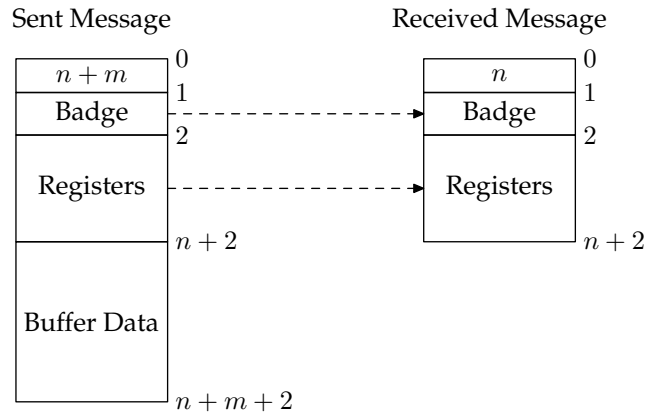 Sent Message
Received Message
0
n + m
1
Badge
2
Registers
n + 2
Buffer Data
n + m + 2
0
n
1
Badge
2
Registers
n + 2